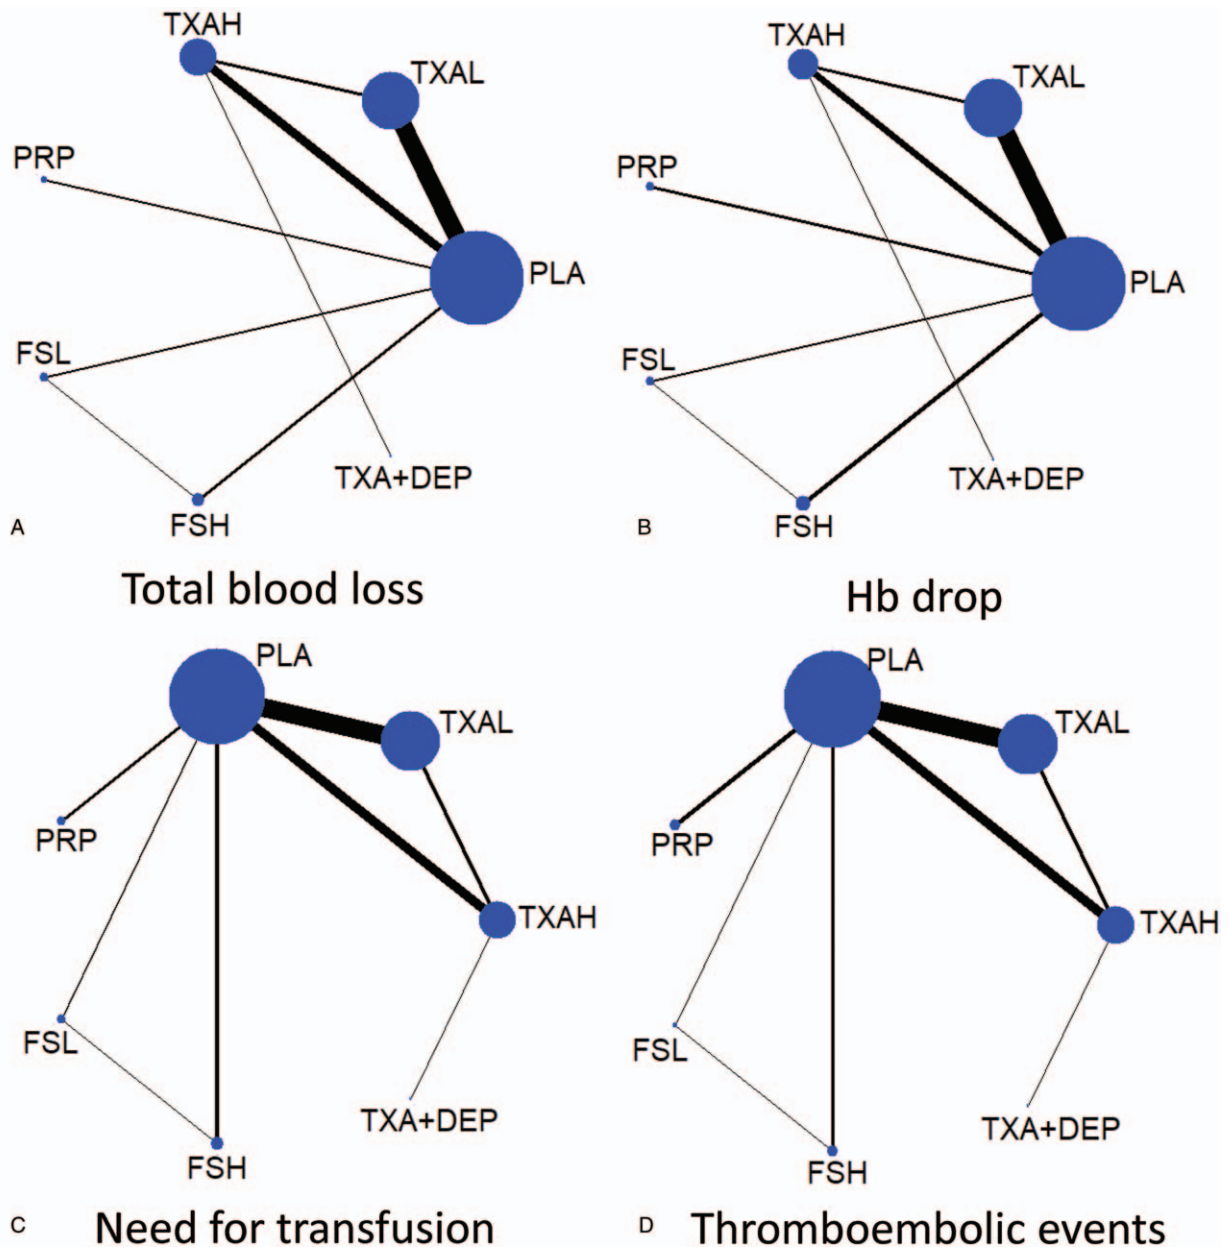 TXAH
TXAL
PRP
PLA
FSL
TXA+DEP
FSH
A
Total blood loss
TXAH
TXAL
PRP
PLA
FSL
TXA+DEP
FSH
B
Hb drop
PLA
TXAL
PRP
TXAH
FSL
TXA+DEP
FSH
C
Need for transfusion
PLA
TXAL
PRP
TXAH
FSL
TXA+DEP
FSH
D
Thromboembolic events